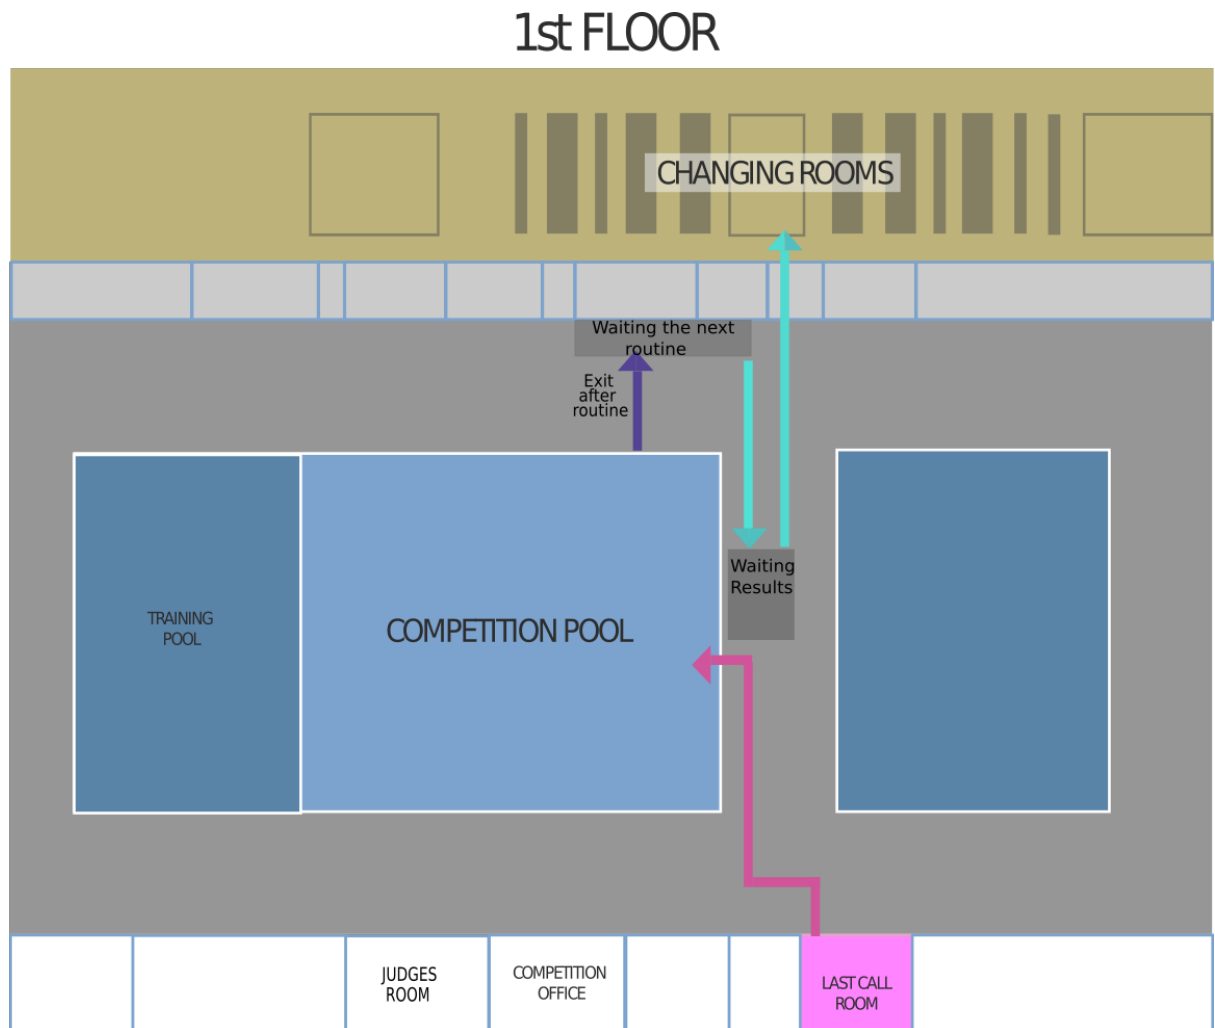 1st FLOOR
CHANGING ROOMS
Waiting the next
routine
Exit
after
routine
Waiting
Results
TRAINING
POOL
COMPETITION POOL
JUDGES
ROOM
COMPETITION
OFFICE
LAST CALL
ROOM